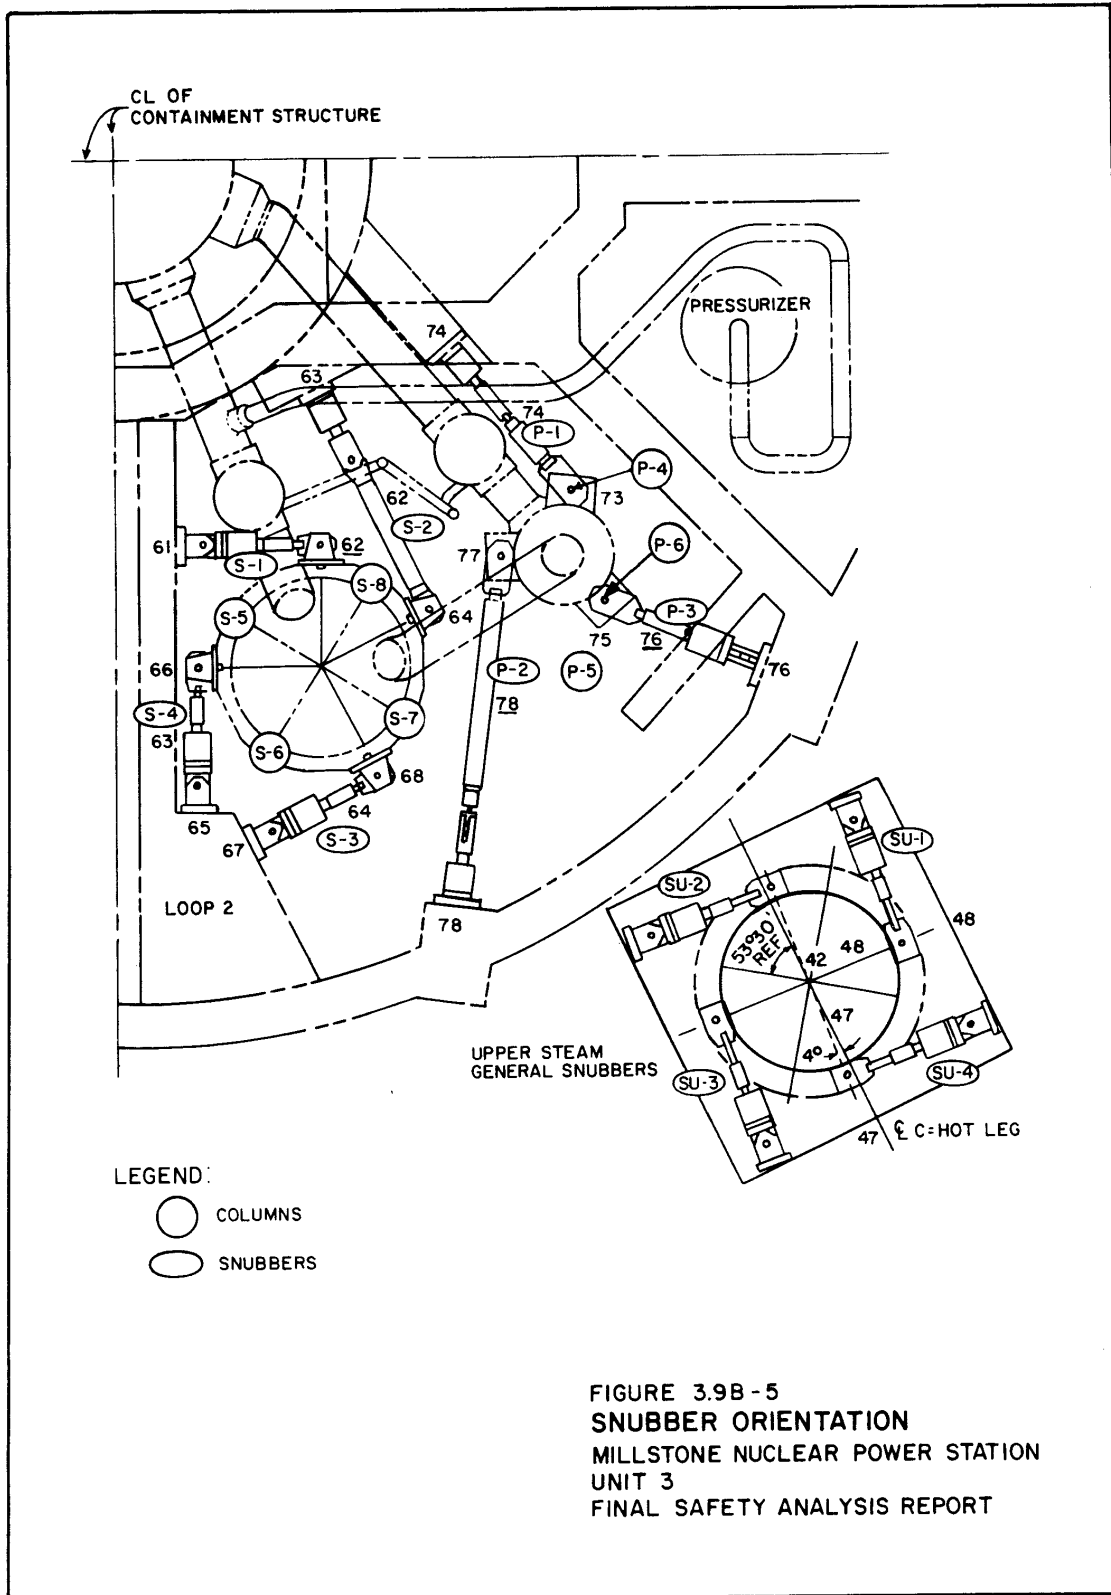 CL OF
CONTAINMENT STRUCTURE
PRESSURIZER
74
63
74
P-1
P-4
73
62
S-2
61
S-1
62
77
P-6
S-8
S-5
64
P-3
75
76
76
66
P-2
P-5
S-4
78
S-7
63
S-6
68
64
65
67
S-3
LOOP 2
78
SU-1
SU-2
48
53°30'
REF
48
42
47
4°
UPPER STEAM
GENERAL SNUBBERS
SU-3
SU-4
47
℄ C=HOT LEG
LEGEND:
COLUMNS
SNUBBERS
FIGURE 3.9B-5
SNUBBER ORIENTATION
MILLSTONE NUCLEAR POWER STATION
UNIT 3
FINAL SAFETY ANALYSIS REPORT